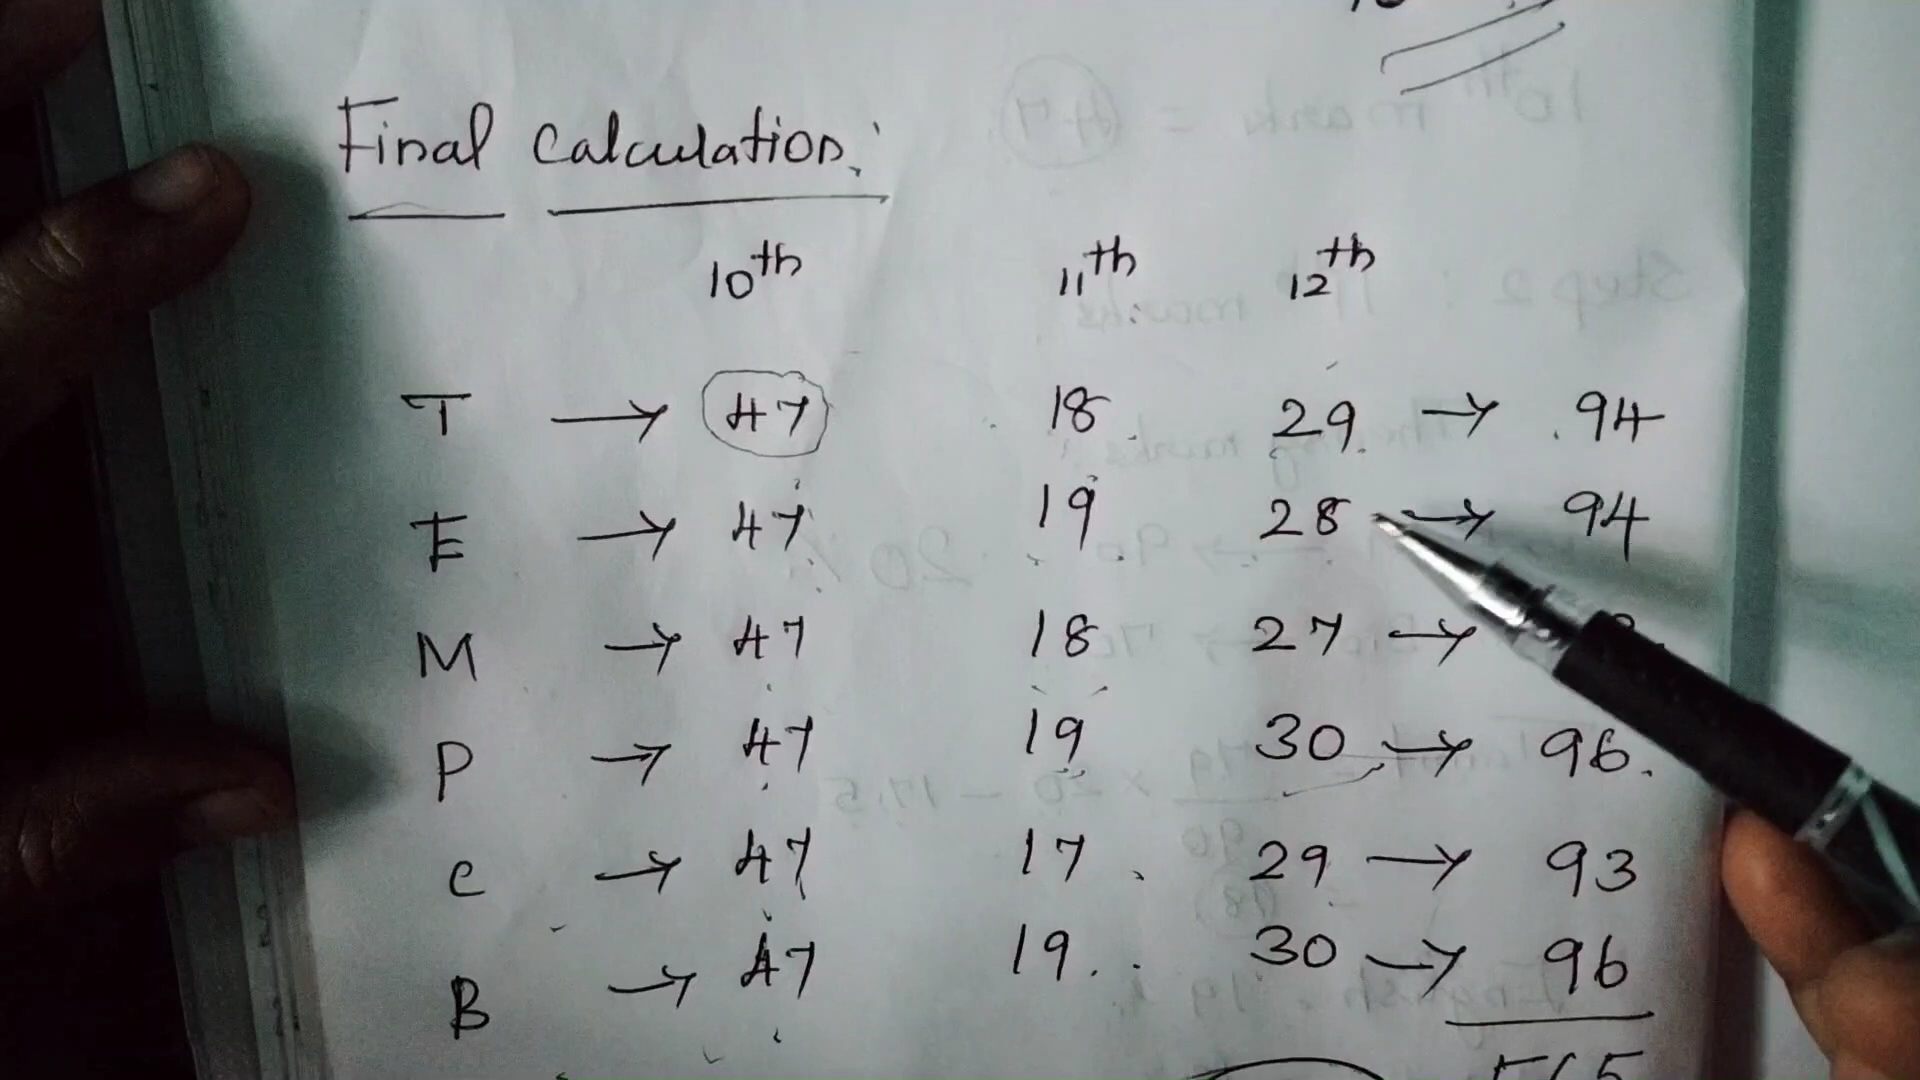 Final Calculation:
10th 11th 12th
T → 47 18 29 → 94
E → 47 19 28 → 94
M → 47 18 27 →
P → 47 19 30 → 96.
C → 47 17 29 → 93
B → 47 19. 30 → 96